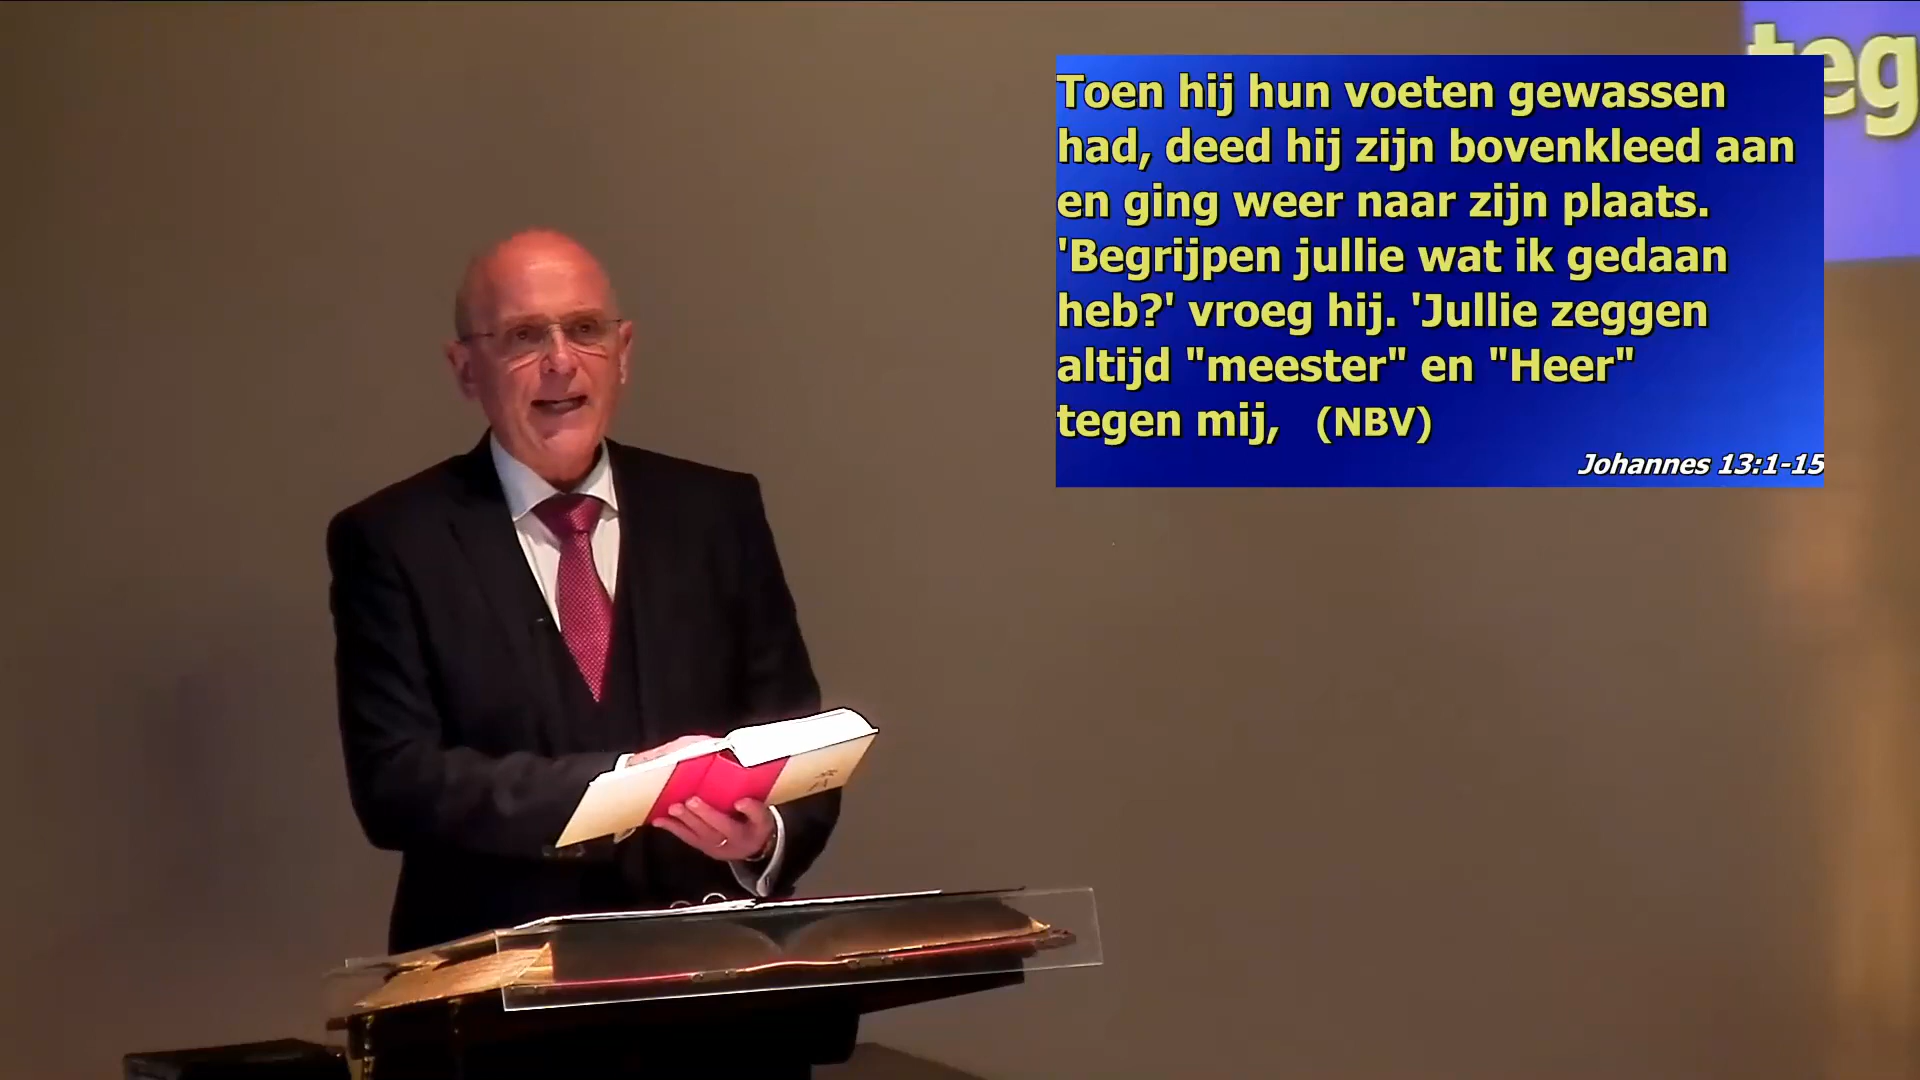 Toen hij hun voeten gewassen
had, deed hij zijn bovenkleed aan
en ging weer naar zijn plaats.
'Begrijpen jullie wat ik gedaan
heb?' vroeg hij. 'Jullie zeggen
altijd "meester" en "Heer"
tegen mij, (NBV)
Johannes 13:1-15
teg